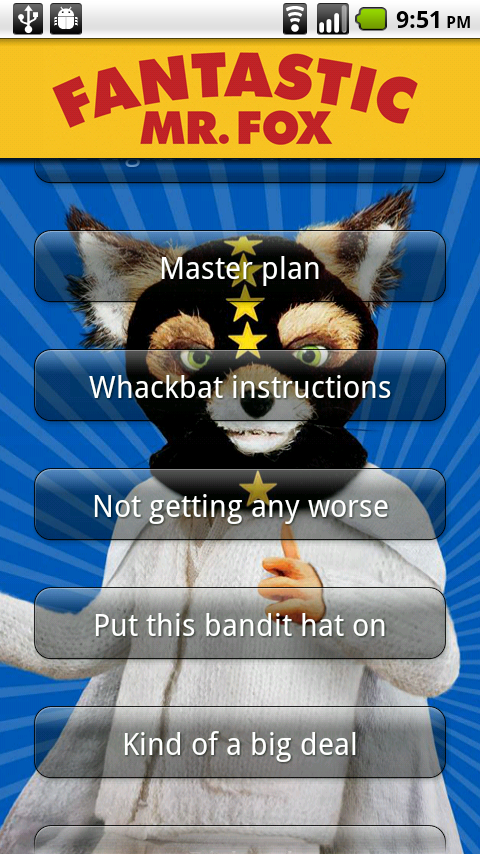 9:51 PM
FANTASTIC
MR. FOX
Master plan
Whackbat instructions
Not getting any worse
Put this bandit hat on
Kind of a big deal